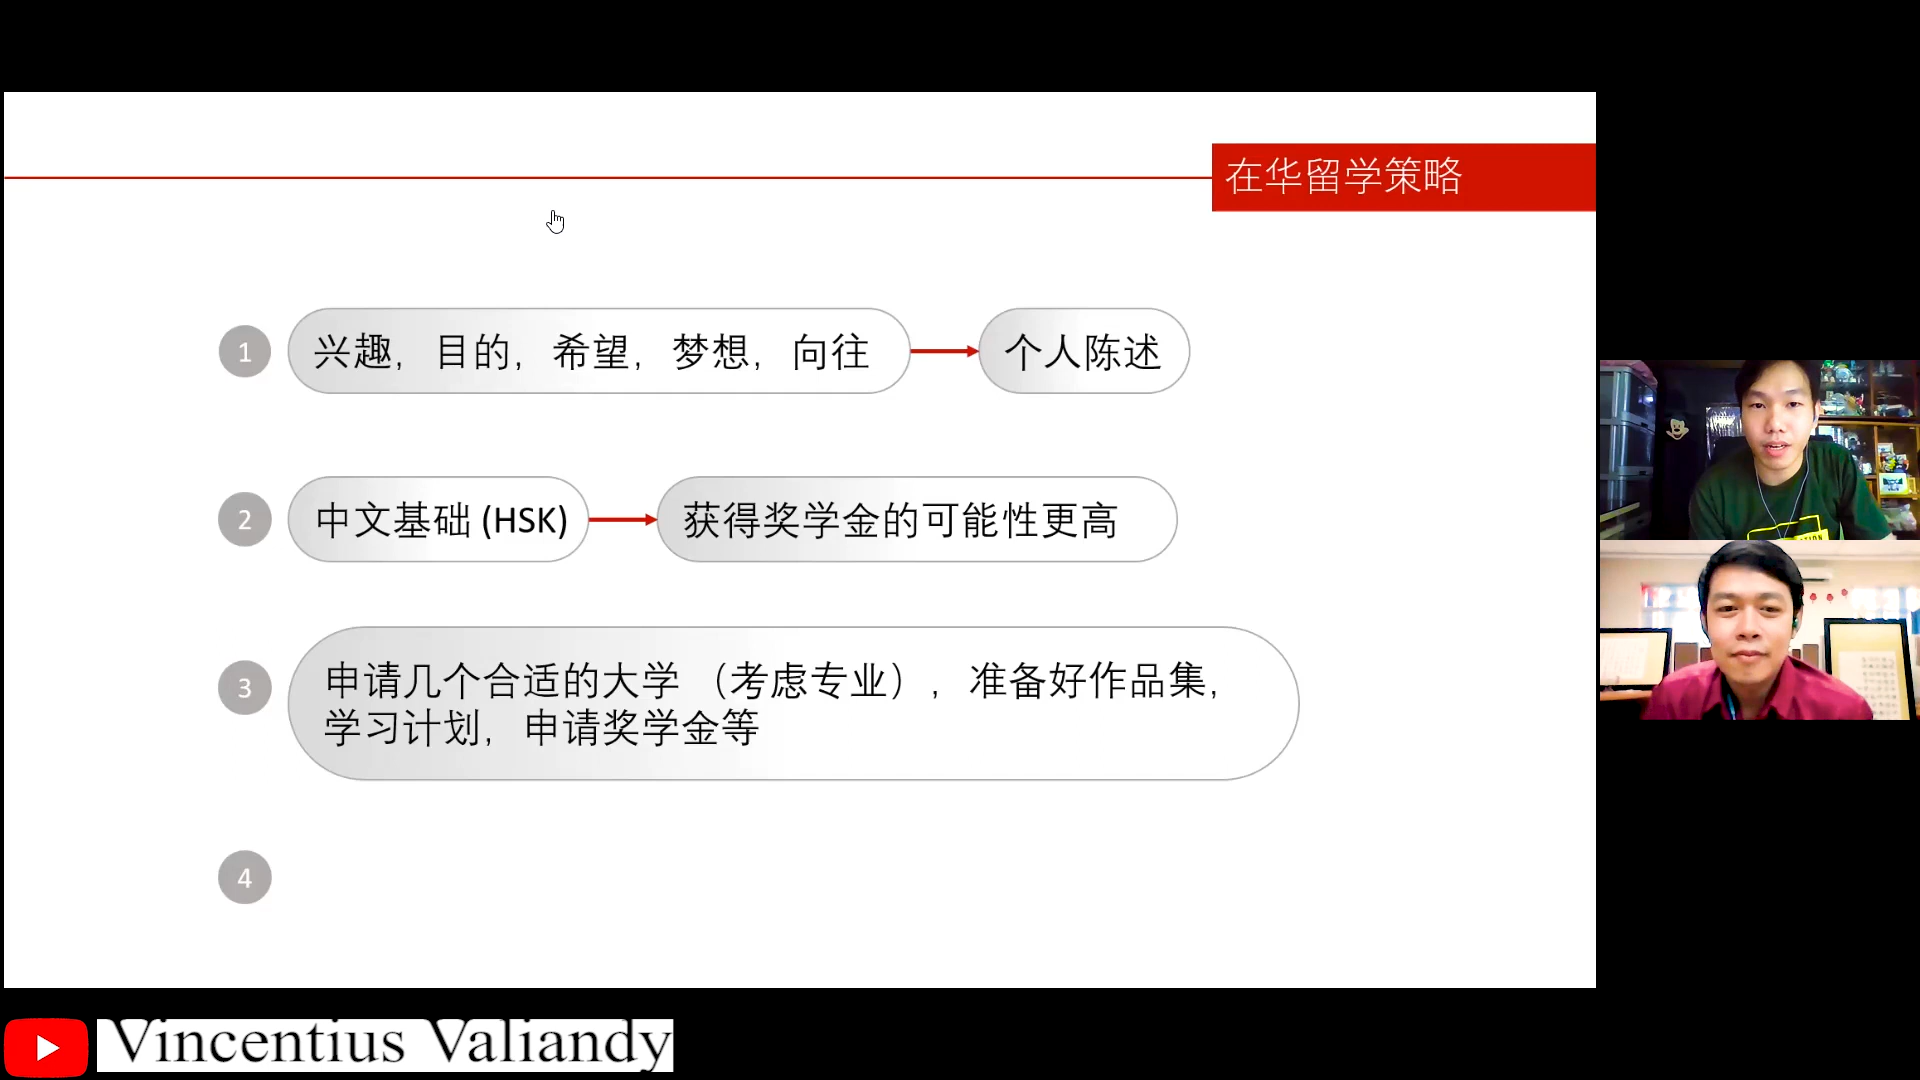 在华留学策略
1
兴趣，目的，希望，梦想，向往
个人陈述
2
中文基础 (HSK)
获得奖学金的可能性更高
3
申请几个合适的大学 （考虑专业），准备好作品集，
学习计划，申请奖学金等
4
Vincentius Valiandy